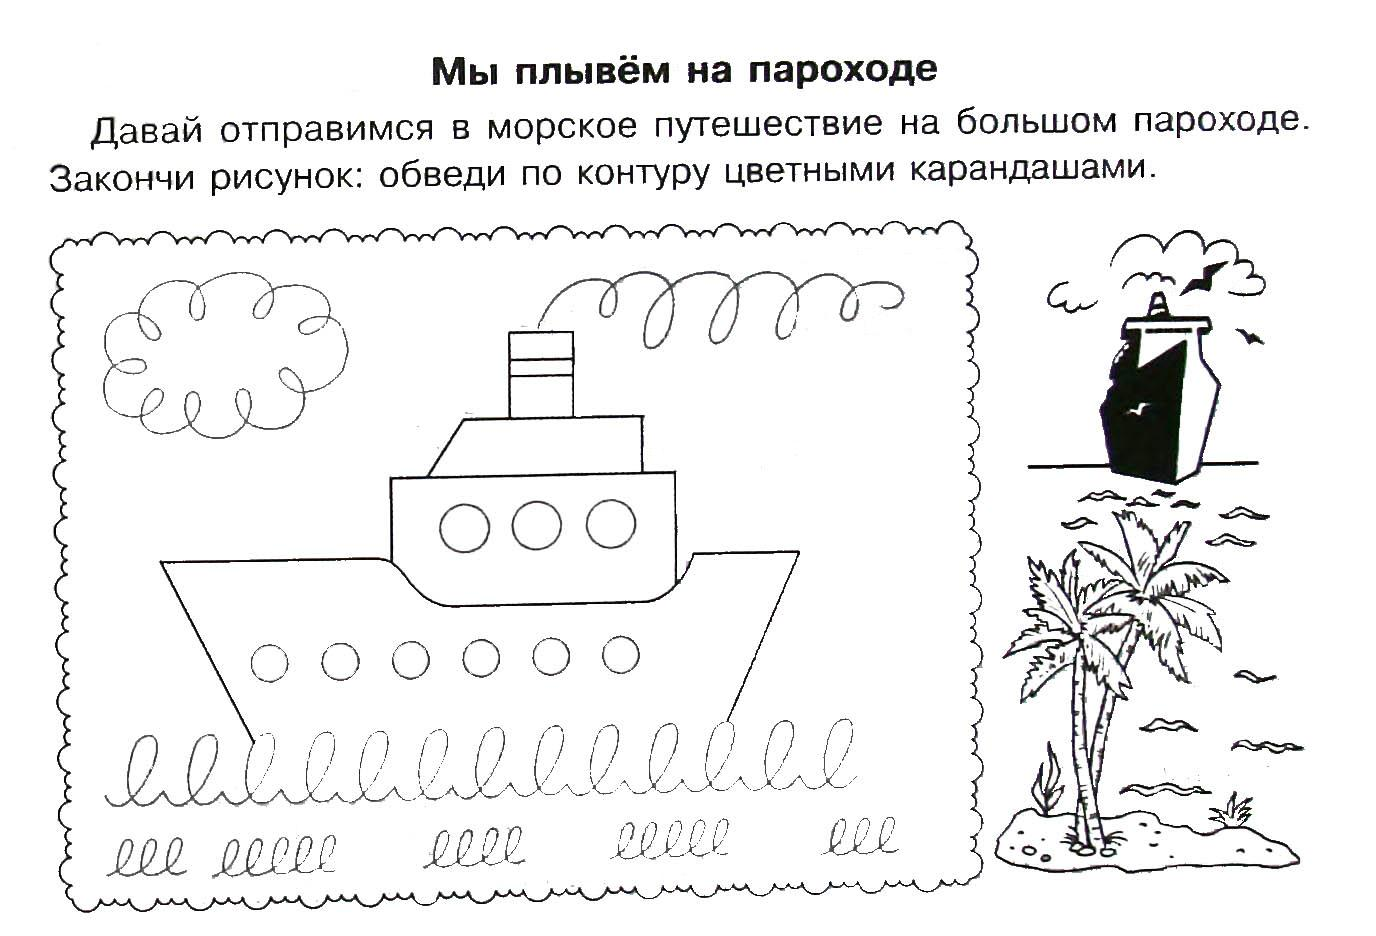 Мы плывём на пароходе
Давай отправимся в морское путешествие на большом пароходе.
Закончи рисунок: обведи по контуру цветными карандашами.